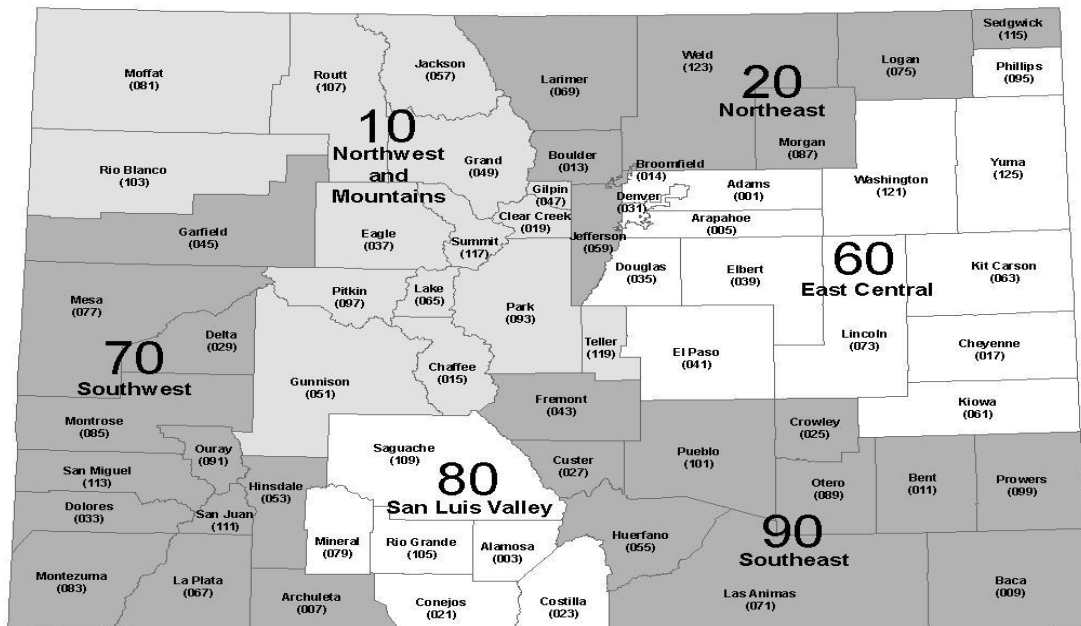 Sedgwick
(115)
Jackson
(057)
Weld
(123)
Logan
(075)
Phillips
(095)
Moffat
(081)
Routt
(107)
Larimer
(069)
20
Northeast
10
Northwest
and
Mountains
Morgan
(087)
Rio Blanco
(103)
Grand
(049)
Boulder
(013)
Broomfield
(014)
Washington
(121)
Yuma
(125)
Gilpin
(047)
Denver
(031)
Adams
(001)
Clear Creek
(019)
Arapahoe
(005)
Garfield
(045)
Eagle
(037)
Summit
(117)
Jefferson
(059)
Douglas
(035)
Elbert
(039)
60
East Central
Kit Carson
(063)
Mesa
(077)
Pitkin
(097)
Lake
(065)
Park
(093)
Delta
(029)
70
Southwest
Teller
(119)
El Paso
(041)
Lincoln
(073)
Cheyenne
(017)
Gunnison
(051)
Chaffee
(015)
Fremont
(043)
Kiowa
(061)
Montrose
(085)
Crowley
(025)
Ouray
(091)
Saguache
(109)
Custer
(027)
Pueblo
(101)
San Miguel
(113)
Hinsdale
(053)
80
San Luis Valley
Otero
(089)
Bent
(011)
Prowers
(099)
Dolores
(033)
San Juan
(111)
Mineral
(079)
Rio Grande
(105)
Alamosa
(003)
Huerfano
(055)
90
Southeast
Montezuma
(083)
La Plata
(067)
Archuleta
(007)
Conejos
(021)
Costilla
(023)
Las Animas
(071)
Baca
(009)